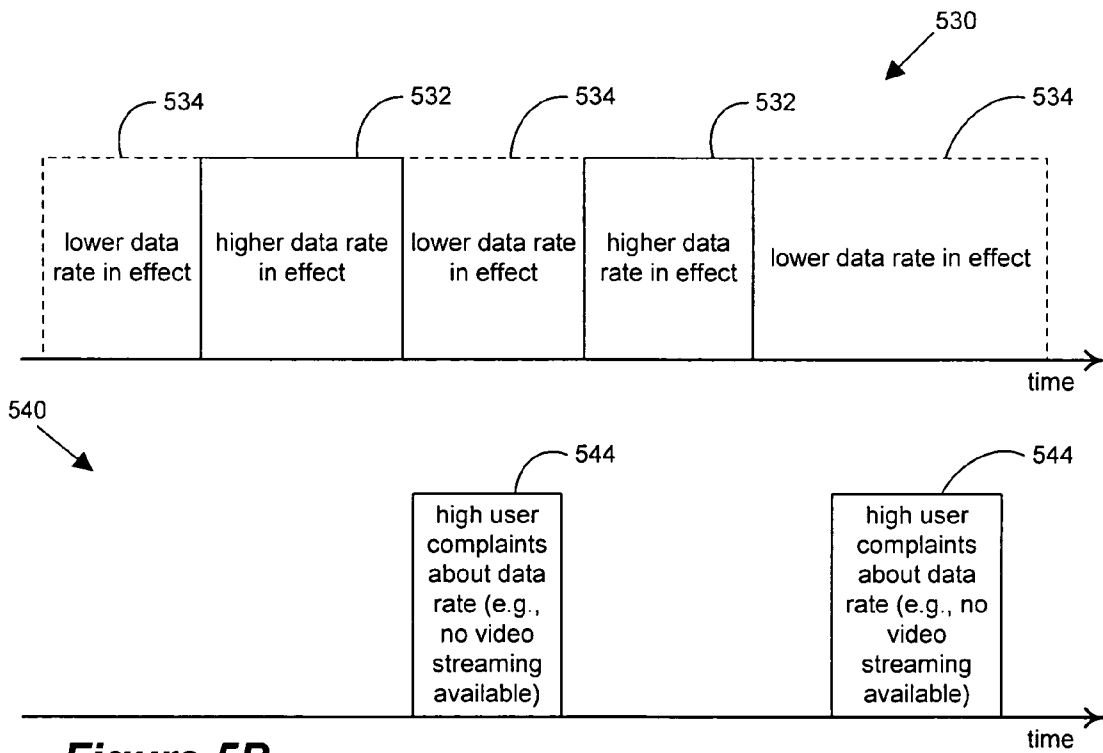 530
534
532
534
532
534
lower data
rate in effect
higher data rate
in effect
lower data rate
in effect
higher data
rate in effect
lower data rate in effect
time
540
544
544
high user
complaints
about data
rate (e.g.,
no video
streaming
available)
high user
complaints
about data
rate (e.g., no
video
streaming
available)
time
Figure 5B